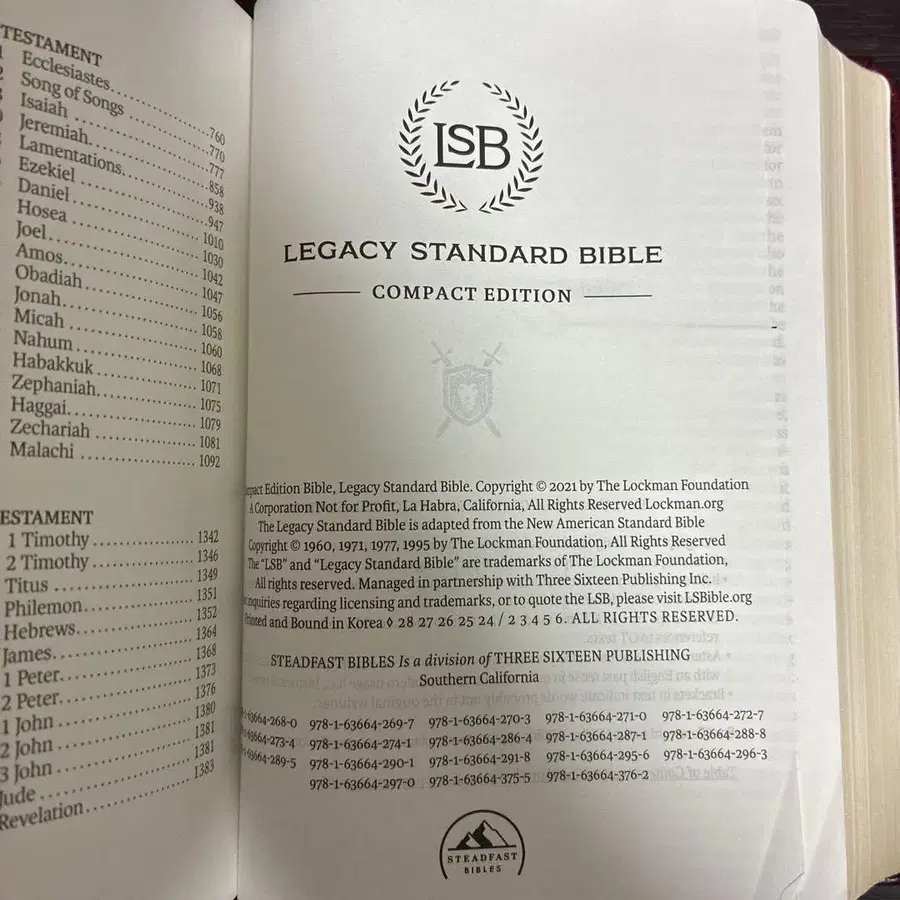 TESTAMENT
Ecclesiastes 760
Song of Songs 770
Isaiah 777
Jeremiah 858
Lamentations 938
Ezekiel 947
Daniel 1010
Hosea 1030
Joel 1042
Amos 1047
Obadiah 1056
Jonah 1058
Micah 1060
Nahum 1068
Habakkuk 1071
Zephaniah 1075
Haggai 1079
Zechariah 1081
Malachi 1092
ESTAMENT
1 Timothy 1342
2 Timothy 1346
Titus 1349
Philemon 1351
Hebrews 1352
James 1364
1 Peter 1368
2 Peter 1373
1 John 1376
2 John 1380
3 John 1381
Jude 1381
Revelation 1383
LSB
LEGACY STANDARD BIBLE
COMPACT EDITION
Edition Bible, Legacy Standard Bible. Copyright © 2021 by The Lockman Foundation
A Corporation Not for Profit, La Habra, California, All Rights Reserved Lockman.org
The Legacy Standard Bible is adapted from the New American Standard Bible
Copyright © 1960, 1971, 1977, 1995 by The Lockman Foundation, All Rights Reserved
The “LSB” and “Legacy Standard Bible” are trademarks of The Lockman Foundation,
All rights reserved. Managed in partnership with Three Sixteen Publishing Inc.
inquiries regarding licensing and trademarks, or to quote the LSB, please visit LSBible.org
Printed and Bound in Korea ◊ 28 27 26 25 24 / 2 3 4 5 6. ALL RIGHTS RESERVED.
STEADFAST BIBLES Is a division of THREE SIXTEEN PUBLISHING
Southern California
63664-268-0 978-1-63664-269-7 978-1-63664-270-3 978-1-63664-271-0 978-1-63664-272-7
63664-273-4 978-1-63664-274-1 978-1-63664-286-4 978-1-63664-287-1 978-1-63664-288-8
63664-289-5 978-1-63664-290-1 978-1-63664-291-8 978-1-63664-295-6 978-1-63664-296-3
978-1-63664-297-0 978-1-63664-375-5 978-1-63664-376-2
STEADFAST
BIBLES